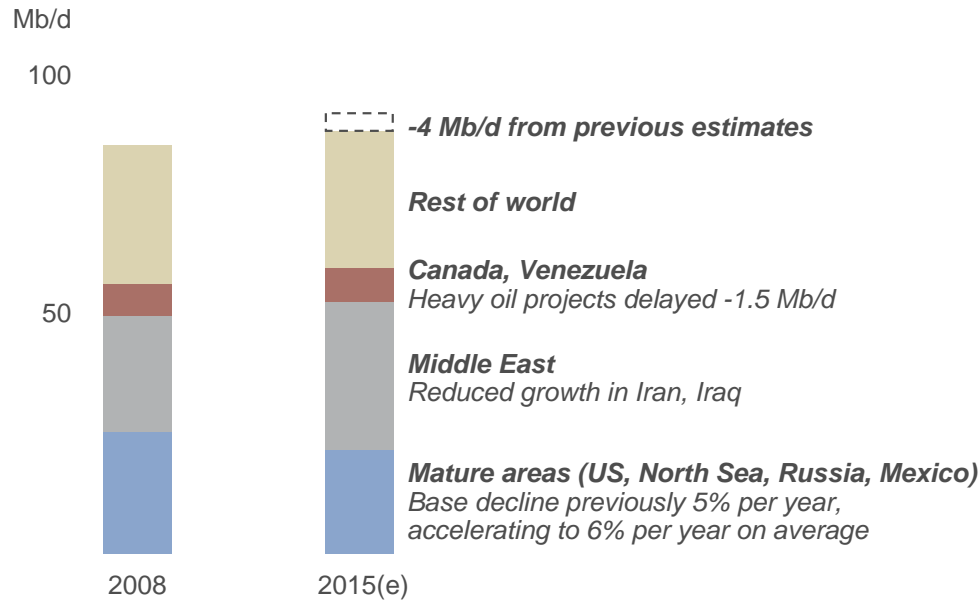 Mb/d
100
-4 Mb/d from previous estimates
Rest of world
Canada, Venezuela
Heavy oil projects delayed -1.5 Mb/d
50
Middle East
Reduced growth in Iran, Iraq
Mature areas (US, North Sea, Russia, Mexico)
Base decline previously 5% per year,
accelerating to 6% per year on average
2008
2015(e)